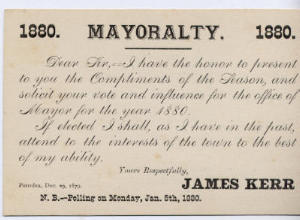 1880. MAYORALTY. 1880.
Dear Sir,—I have the honor to present
to you the Compliments of the Season, and
solicit your vote and influence for the office of
Mayor for the year 1880.
If elected I shall, as I have in the past,
attend to the interests of the town to the best
of my ability.
Yours Respectfully,
JAMES KERR
Dec. 29, 1879.
N. B.—Polling on Monday, Jan. 5th, 1880.